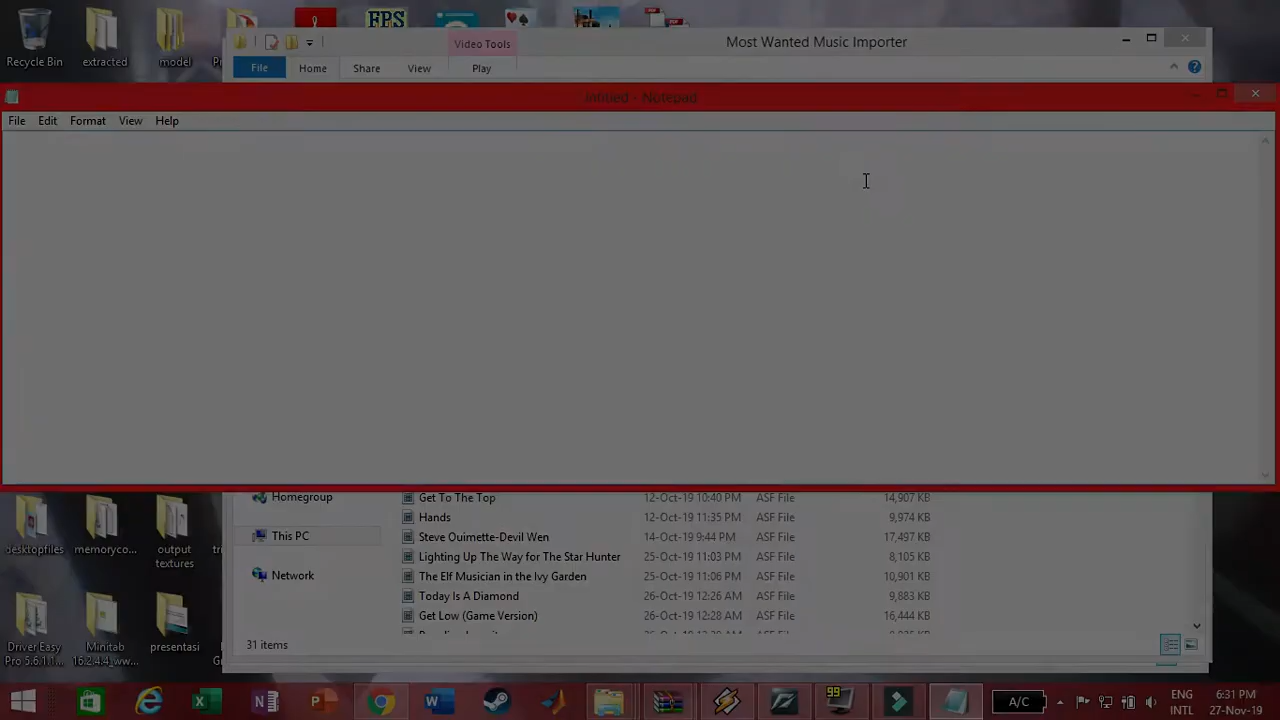 FPS
Recycle Bin
extracted
model
Video Tools
Most Wanted Music Importer
File
Home
Share
View
Play
Untitled - Notepad
File
Edit
Format
View
Help
Homegroup
This PC
Network
Get To The Top 12-Oct-19 10:40 PM ASF File 14,907 KB
Hands 12-Oct-19 11:35 PM ASF File 9,974 KB
Steve Ouimette-Devil Wen 14-Oct-19 9:44 PM ASF File 17,497 KB
Lighting Up The Way for The Star Hunter 25-Oct-19 11:03 PM ASF File 8,105 KB
The Elf Musician in the Ivy Garden 25-Oct-19 11:06 PM ASF File 10,901 KB
Today Is A Diamond 26-Oct-19 12:26 AM ASF File 9,883 KB
Get Low (Game Version) 26-Oct-19 12:28 AM ASF File 16,444 KB
31 items
desktopfiles
memoryco...
output
textures
Driver Easy
Pro 5.6.1.1...
Minitab
16.2.4.4_ww...
presentasi
99
A/C
ENG
INTL
6:31 PM
27-Nov-19